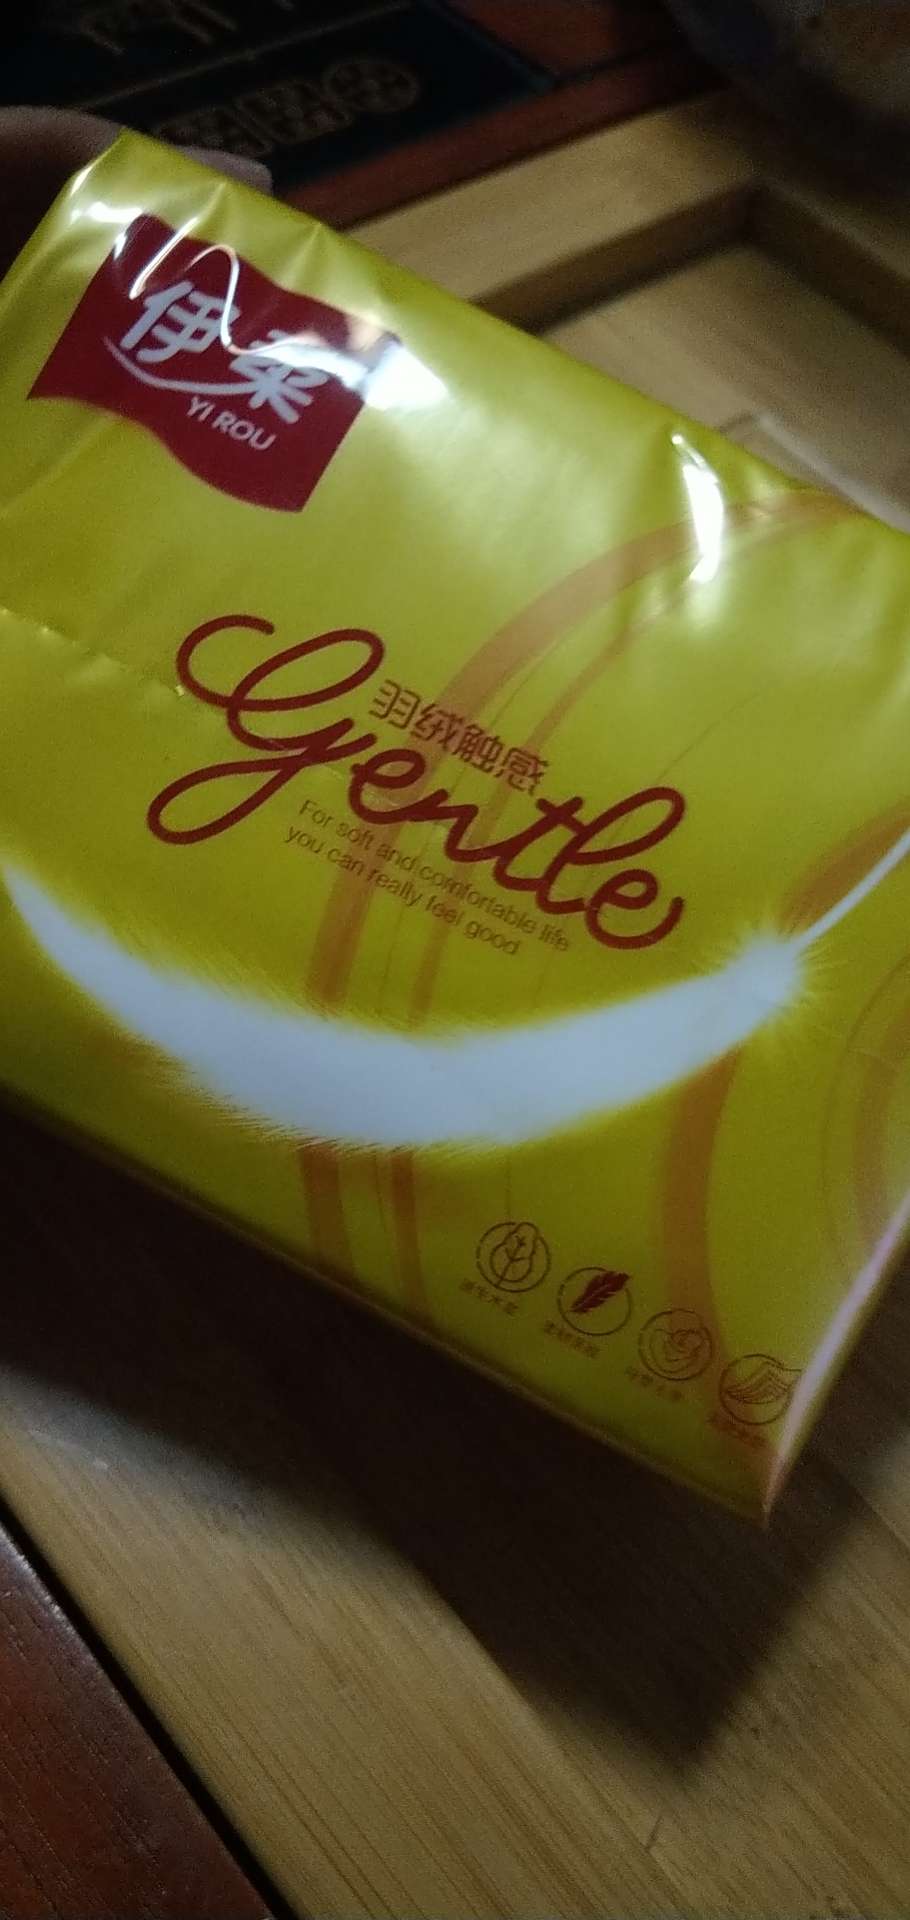 伊柔
YI ROU
羽绒触感
Gentle
For soft and comfortable life
you can really feel good